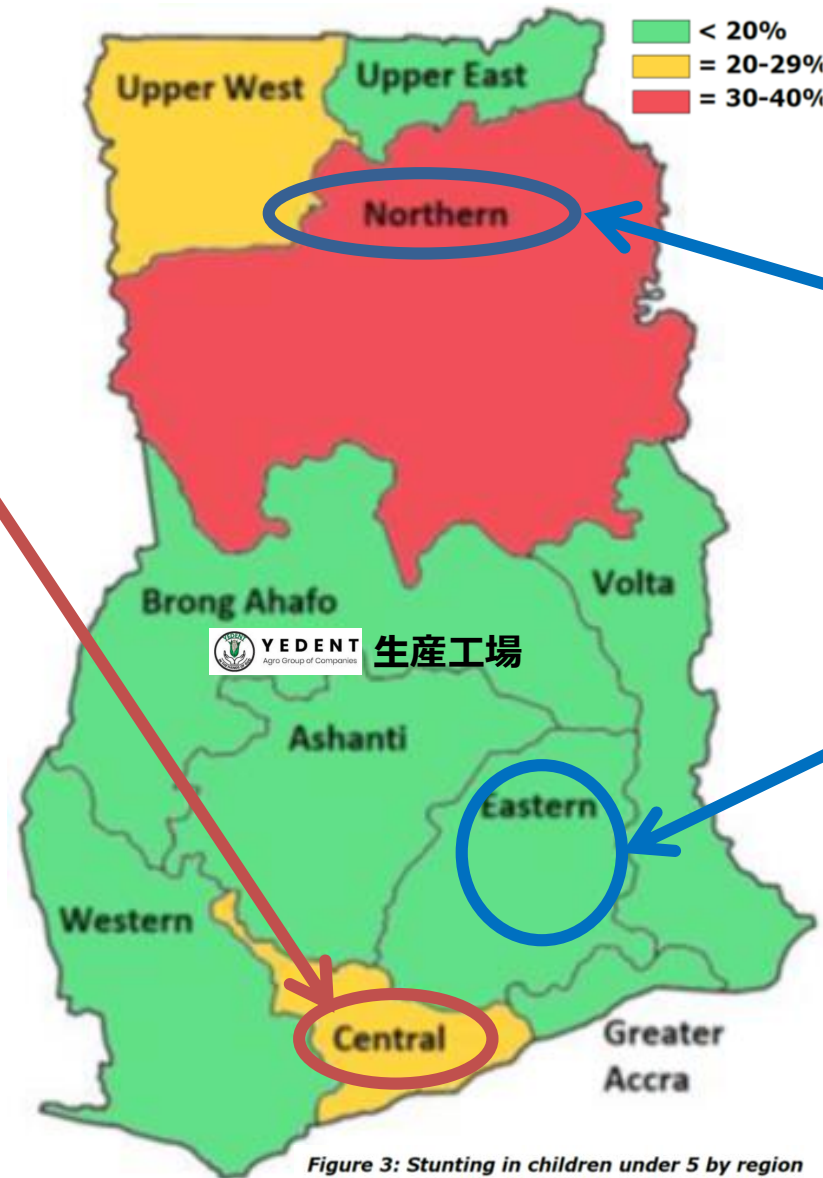 < 20%
= 20-29%
= 30-40%
Upper West
Upper East
Northern
Brong Ahafo
Volta
YEDENT
Agro Group of Companies
生産工場
Ashanti
Eastern
Western
Central
Greater
Accra
Figure 3: Stunting in children under 5 by region